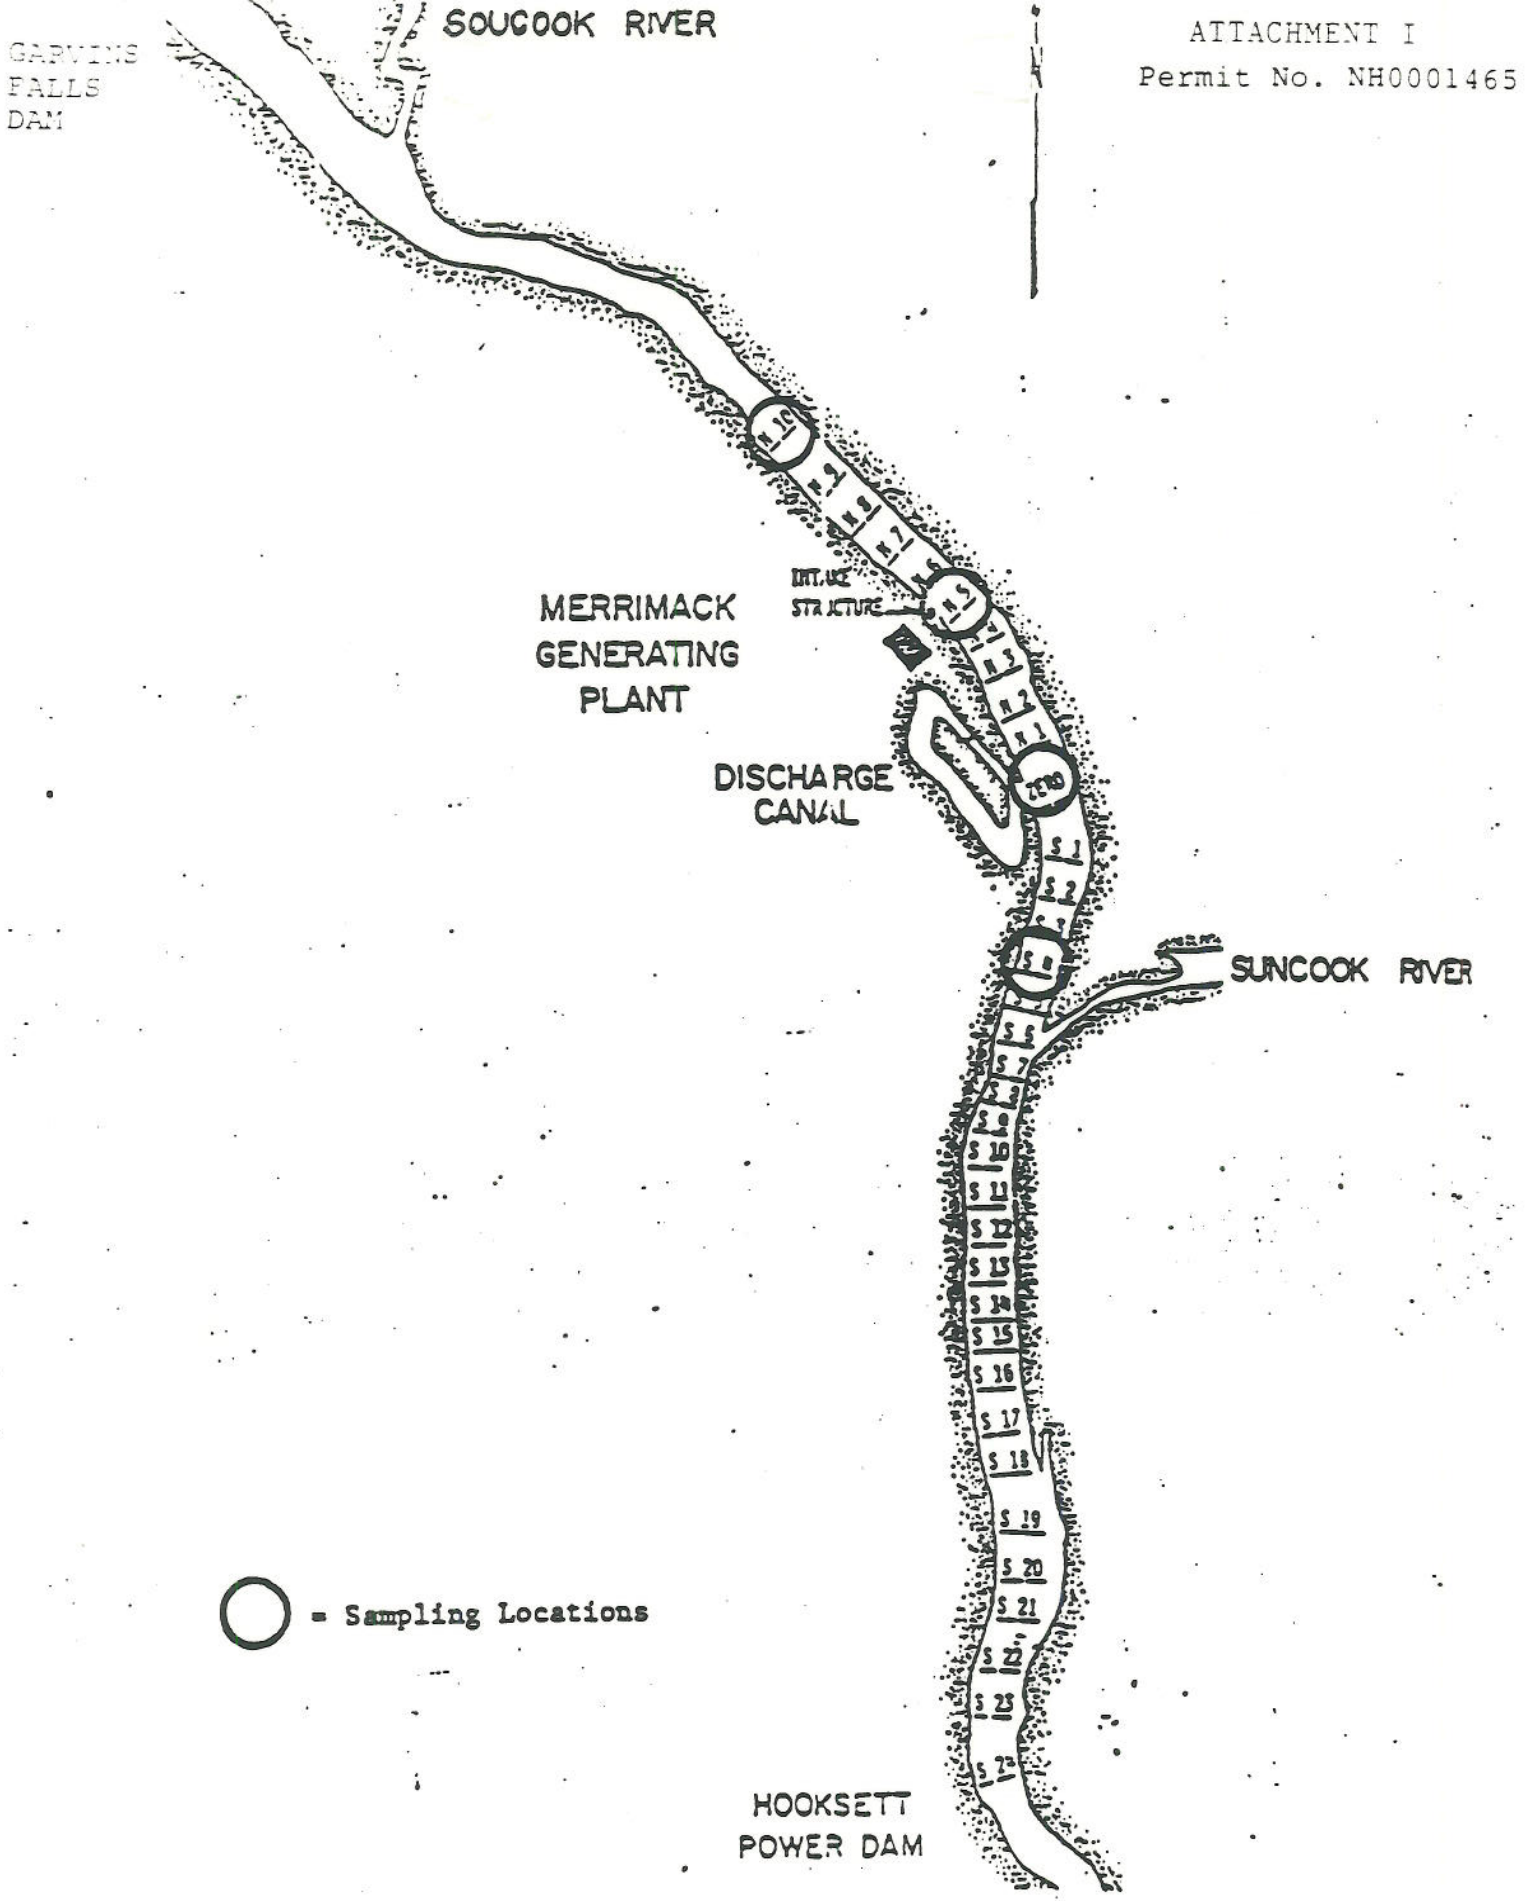 SOUCOOK RIVER
ATTACHMENT I
Permit No. NH0001465
GARVINS
FALLS
DAM
N 10
N 9
N 8
N 7
N 6
INTAKE
STRUCTURE
N 5
MERRIMACK
GENERATING
PLANT
N 3
N 2
N 1
DISCHARGE
CANAL
ZERO
S 1
S 2
S 4
SUNCOOK RIVER
S 7
S 10
S 11
S 12
S 13
S 14
S 15
S 16
S 17
S 18
S 19
S 20
S 21
S 22
S 23
HOOKSETT
POWER DAM
= Sampling Locations